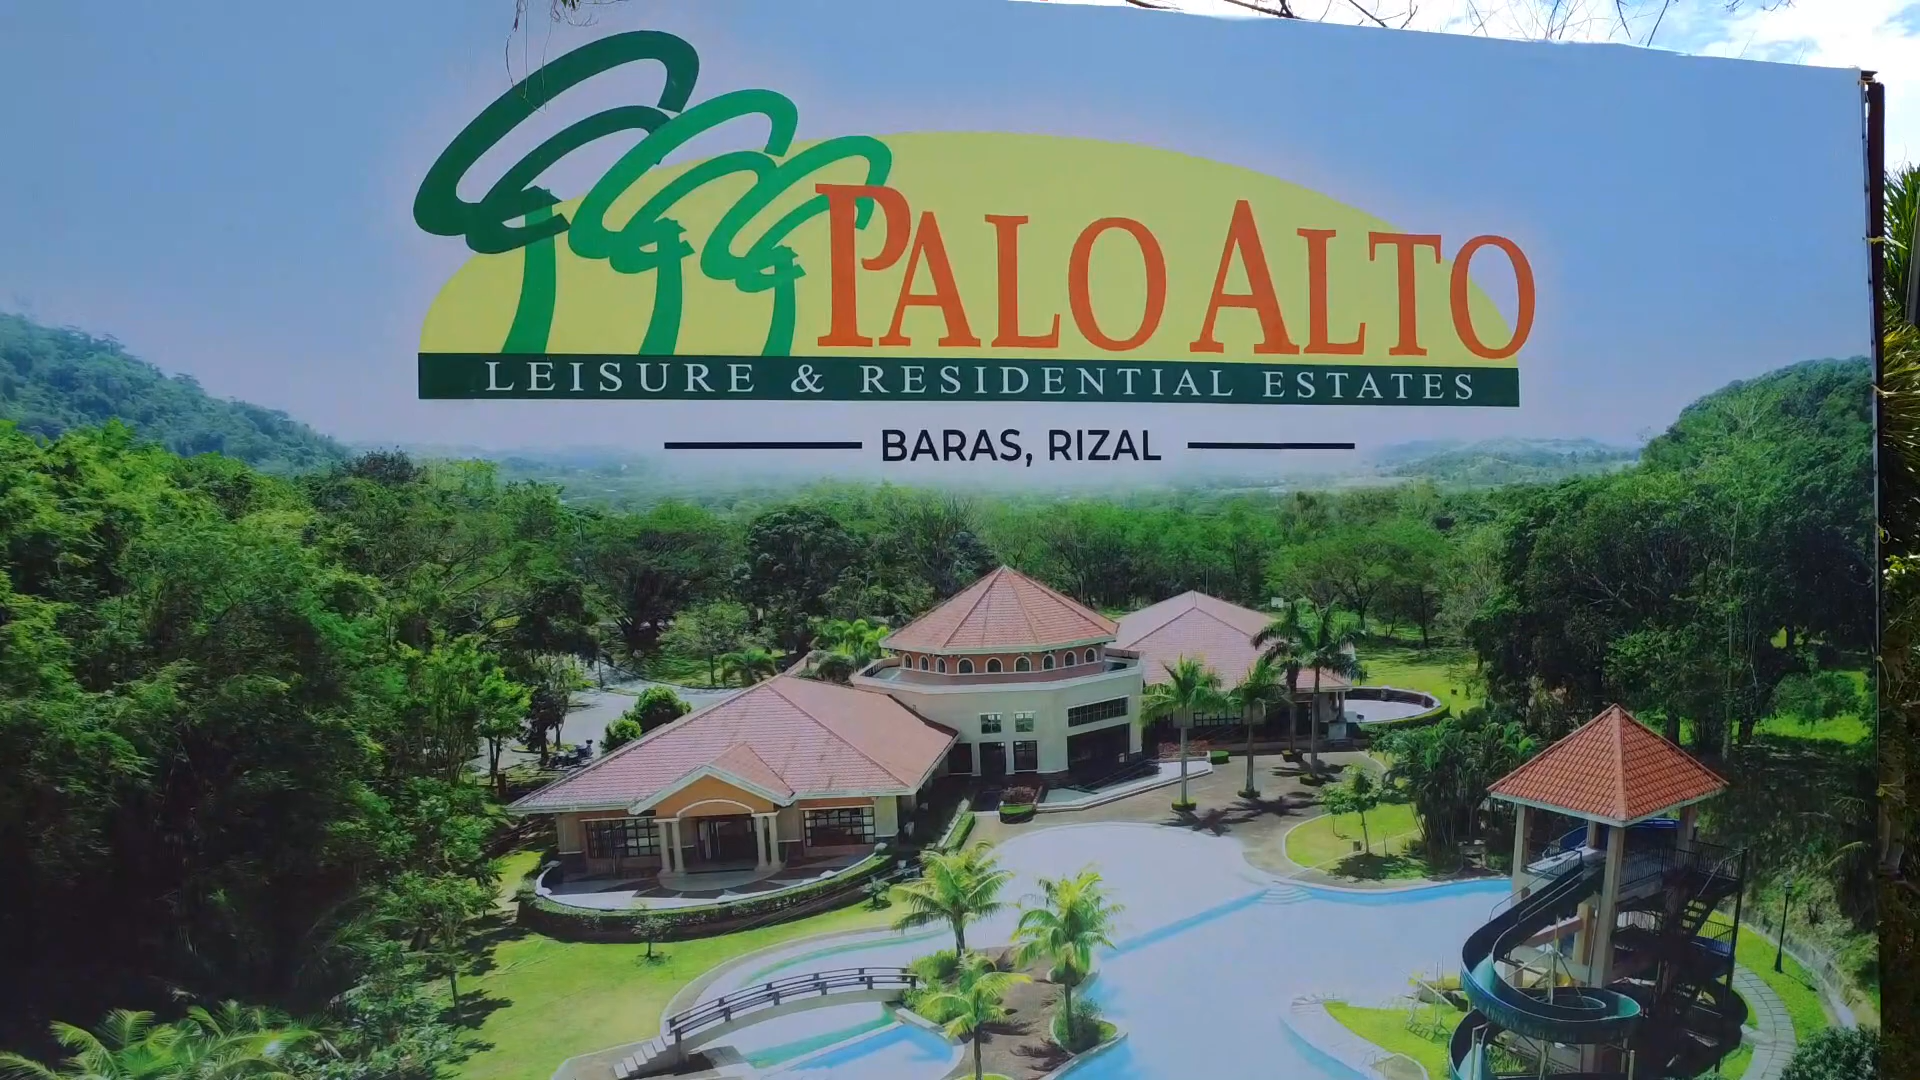 PALO ALTO
LEISURE & RESIDENTIAL ESTATES
BARAS, RIZAL